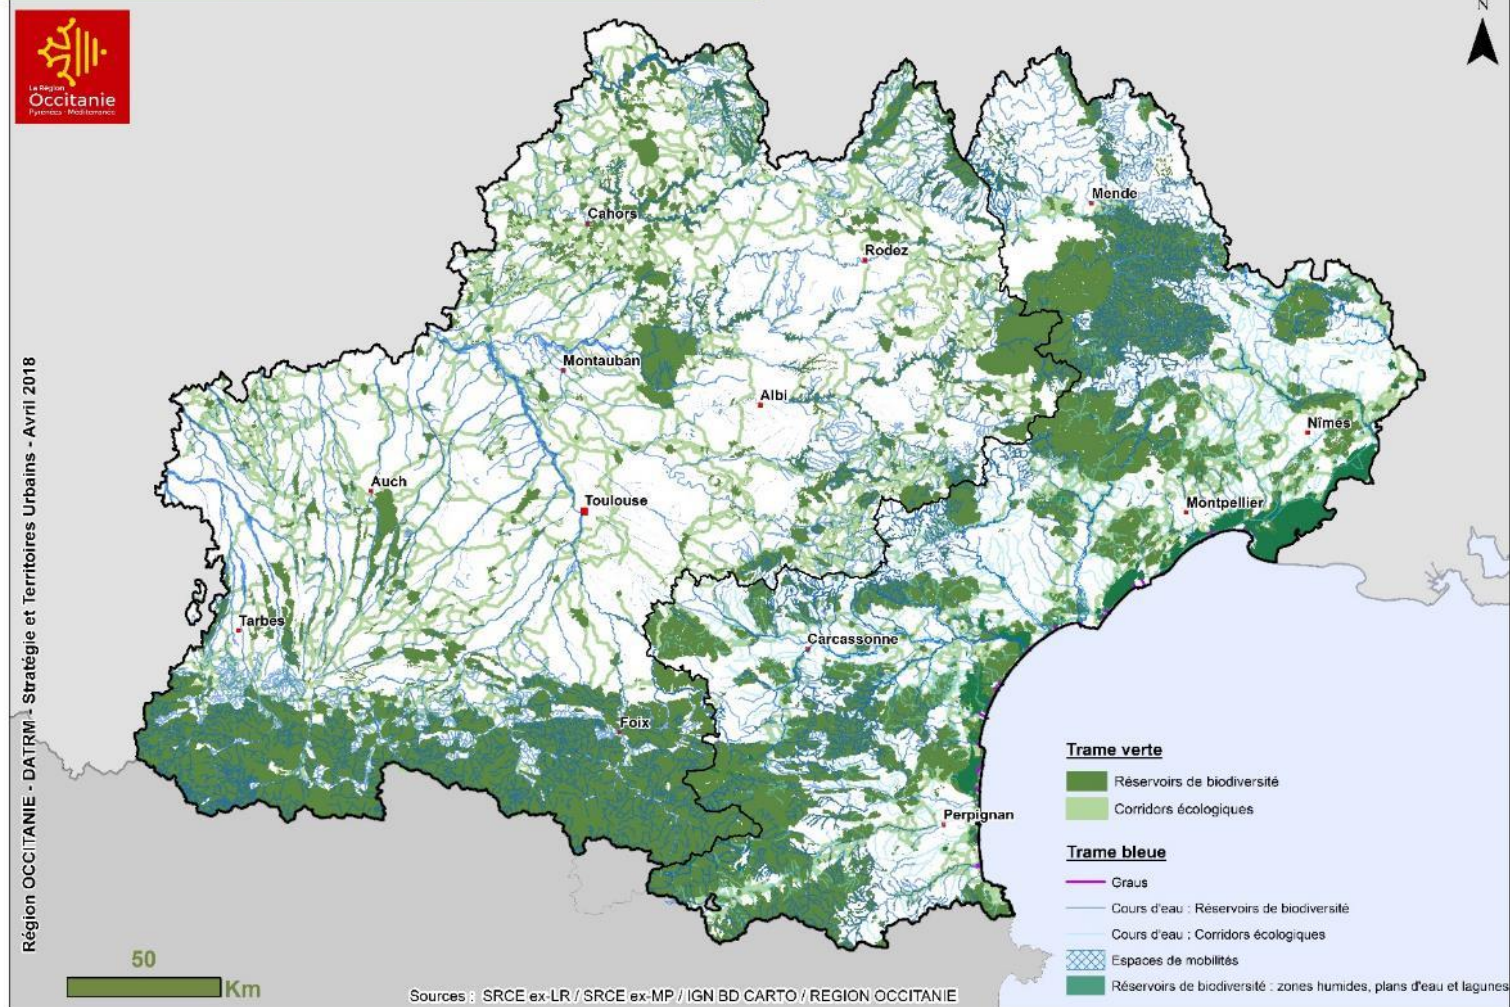 N
La Région
Occitanie
Pyrénées - Méditerranée
Mende
Cahors
Rodez
Montauban
Albi
Nîmes
Auch
Toulouse
Montpellier
Tarbes
Carcassonne
Foix
Perpignan
Région OCCITANIE - DATRM - Stratégie et Territoires Urbains - Avril 2018
Trame verte
Réservoirs de biodiversité
Corridors écologiques
Trame bleue
Graus
Cours d'eau : Réservoirs de biodiversité
Cours d'eau : Corridors écologiques
Espaces de mobilités
Réservoirs de biodiversité : zones humides, plans d'eau et lagunes
50
Km
Sources : SRCE ex-LR / SRCE ex-MP / IGN BD CARTO / REGION OCCITANIE